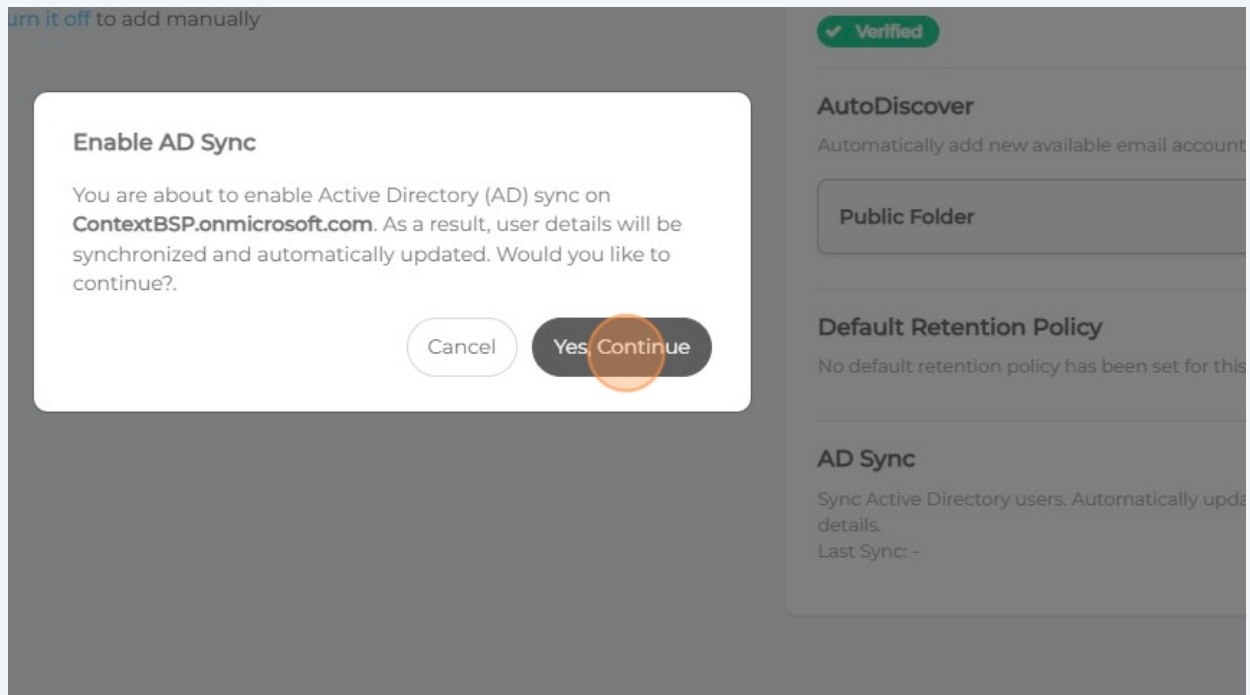 urn it off to add manually
Enable AD Sync
You are about to enable Active Directory (AD) sync on
ContextBSP.onmicrosoft.com. As a result, user details will be
synchronized and automatically updated. Would you like to
continue?.
Cancel
Yes, Continue
Verified
AutoDiscover
Automatically add new available email account
Public Folder
Default Retention Policy
No default retention policy has been set for this
AD Sync
Sync Active Directory users. Automatically upda
details.
Last Sync: -